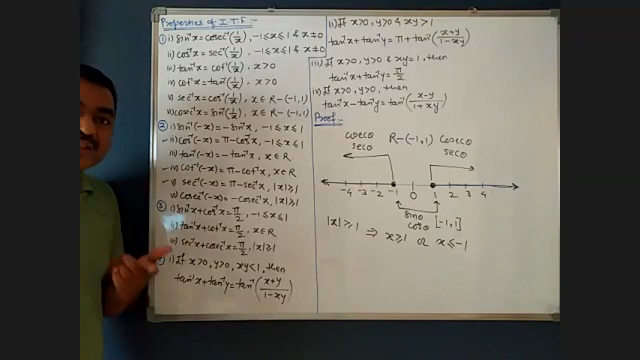 Properties of I.T.F :-
① i) sin⁻¹x = cosec⁻¹(1/x), -1≤x≤1 & x≠0
ii) cos⁻¹x = sec⁻¹(1/x), -1≤x≤1 & x≠0
iii) tan⁻¹x = cot⁻¹(1/x), x>0
iv) cot⁻¹x = tan⁻¹(1/x), x>0
v) sec⁻¹x = cos⁻¹(1/x), x∈R-(-1,1)
vi) cosec⁻¹x = sin⁻¹(1/x), x∈R-(-1,1)
② i) sin⁻¹(-x) = -sin⁻¹x, -1≤x≤1
ii) cos⁻¹(-x) = π-cos⁻¹x, -1≤x≤1
iii) tan⁻¹(-x) = -tan⁻¹x, x∈R
iv) cot⁻¹(-x) = π-cot⁻¹x, x∈R
v) sec⁻¹(-x) = π-sec⁻¹x, |x|≥1
vi) cosec⁻¹(-x) = -cosec⁻¹x, |x|≥1
③ i) sin⁻¹x+cos⁻¹x = π/2, -1≤x≤1
ii) tan⁻¹x+cot⁻¹x = π/2, x∈R
iii) sec⁻¹x+cosec⁻¹x = π/2, |x|≥1
i) If x>0, y>0, xy<1, then
tan⁻¹x+tan⁻¹y = tan⁻¹((x+y)/(1-xy))
ii) If x>0, y>0 & xy>1
tan⁻¹x+tan⁻¹y = π+tan⁻¹((x+y)/(1-xy))
iii) If x>0, y>0 & xy=1, then
tan⁻¹x+tan⁻¹y = π/2
iv) If x>0, y>0, then
tan⁻¹x-tan⁻¹y = tan⁻¹((x-y)/(1+xy))
Proof:-
cosecθ R-(-1,1) cosecθ
secθ secθ
-4 -3 -2 -1 0 1 2 3 4
sinθ
cosθ [-1,1]
|x|≥1
⇒ x≥1 or x≤-1